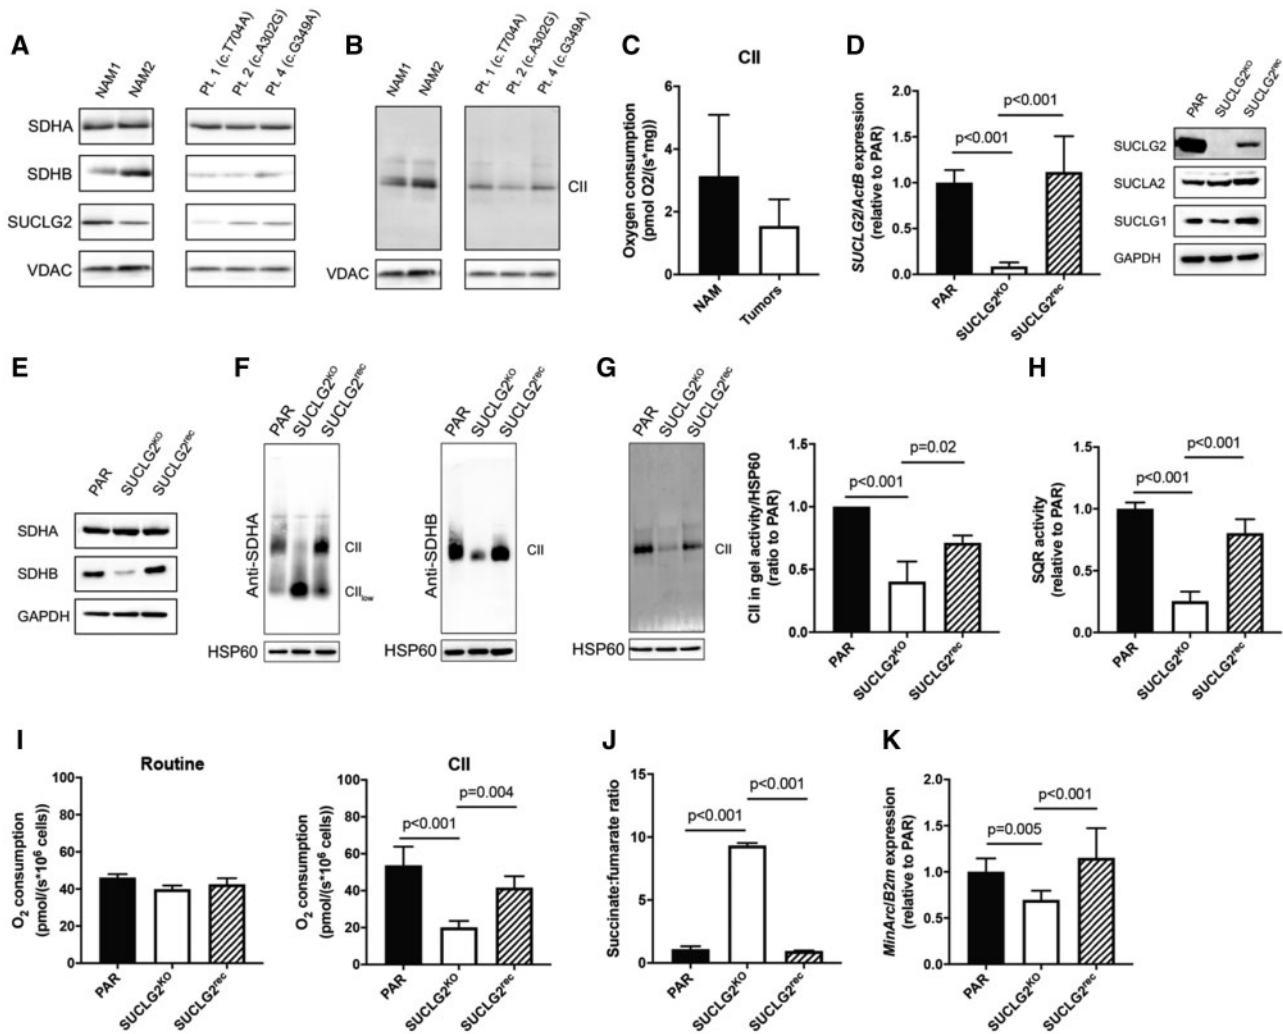 A
NAM1
NAM2
Pt. 1 (c.T704A)
Pt. 2 (c.A302G)
Pt. 4 (c.G349A)
SDHA
SDHB
SUCLG2
VDAC
B
NAM1
NAM2
Pt. 1 (c.T704A)
Pt. 2 (c.A302G)
Pt. 4 (c.G349A)
CII
VDAC
C
CII
Oxygen consumption
(pmol O2/(s*mg))
6
4
2
0
NAM
Tumors
D
SUCLG2/ActB expression
(relative to PAR)
2.0
1.5
1.0
0.5
0.0
p<0.001
p<0.001
PAR
SUCLG2KO
SUCLG2rec
PAR
SUCLG2KO
SUCLG2rec
SUCLG2
SUCLA2
SUCLG1
GAPDH
E
PAR
SUCLG2KO
SUCLG2rec
SDHA
SDHB
GAPDH
F
PAR
SUCLG2KO
SUCLG2rec
Anti-SDHA
CII
CIIlow
HSP60
PAR
SUCLG2KO
SUCLG2rec
Anti-SDHB
CII
HSP60
G
PAR
SUCLG2KO
SUCLG2rec
CII
HSP60
CII in gel activity/HSP60
(ratio to PAR)
1.5
1.0
0.5
0.0
p=0.02
p<0.001
PAR
SUCLG2KO
SUCLG2rec
H
SQR activity
(relative to PAR)
1.5
1.0
0.5
0.0
p<0.001
p<0.001
PAR
SUCLG2KO
SUCLG2rec
I
Routine
O2 consumption
(pmol/(s*10⁶ cells))
100
80
60
40
20
0
PAR
SUCLG2KO
SUCLG2rec
CII
O2 consumption
(pmol/(s*10⁶ cells))
100
80
60
40
20
0
p=0.004
p<0.001
PAR
SUCLG2KO
SUCLG2rec
J
Succinate:fumarate ratio
15
10
5
0
p<0.001
p<0.001
PAR
SUCLG2KO
SUCLG2rec
K
MinArc/B2m expression
(relative to PAR)
2.0
1.5
1.0
0.5
0.0
p<0.001
p=0.005
PAR
SUCLG2KO
SUCLG2rec